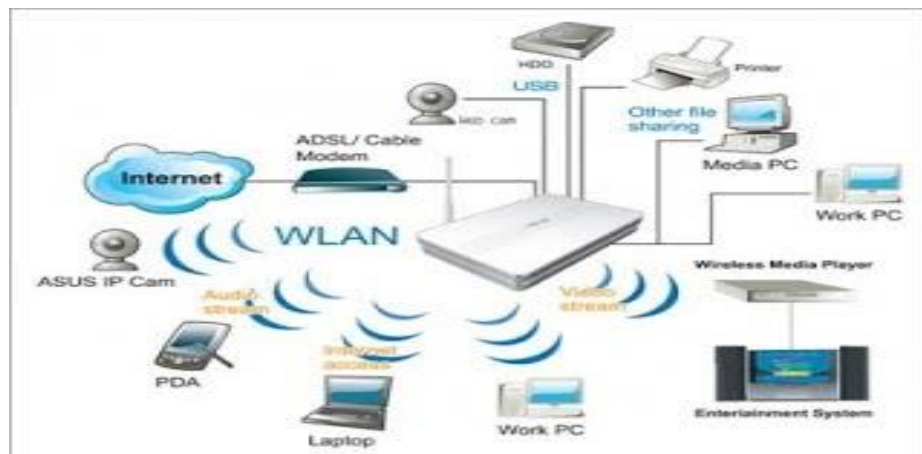 HDD
Printer
USB
Web Cam
Other file
sharing
ADSL/ Cable
Modem
Media PC
Internet
Work PC
WLAN
ASUS IP Cam
Wireless Media Player
Audio
stream
Video
stream
Internet
access
PDA
Laptop
Work PC
Entertainment System